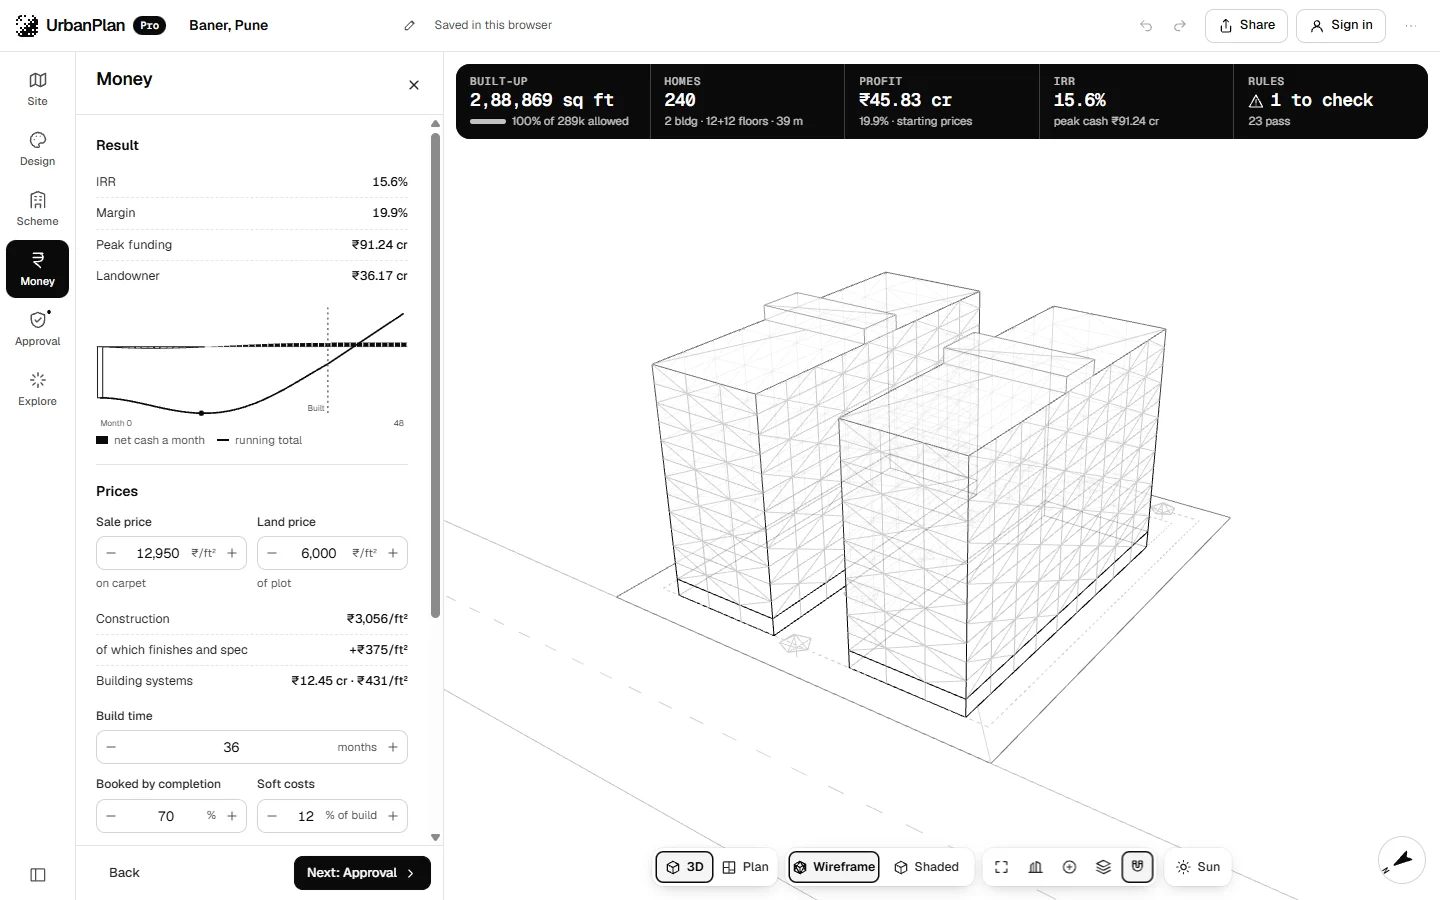 UrbanPlan Pro Baner, Pune Saved in this browser Share Sign in
Site
Design
Scheme
Money
Approval
Explore
Money
Result
IRR 15.6%
Margin 19.9%
Peak funding ₹91.24 cr
Landowner ₹36.17 cr
Built
Month 0 48
net cash a month running total
Prices
Sale price Land price
− 12,950 ₹/ft² + − 6,000 ₹/ft² +
on carpet of plot
Construction ₹3,056/ft²
of which finishes and spec +₹375/ft²
Building systems ₹12.45 cr · ₹431/ft²
Build time
− 36 months +
Booked by completion Soft costs
− 70 % + − 12 % of build +
Back Next: Approval
BUILT-UP
2,88,869 sq ft
100% of 289k allowed
HOMES
240
2 bldg · 12+12 floors · 39 m
PROFIT
₹45.83 cr
19.9% · starting prices
IRR
15.6%
peak cash ₹91.24 cr
RULES
1 to check
23 pass
3D Plan Wireframe Shaded Sun
N